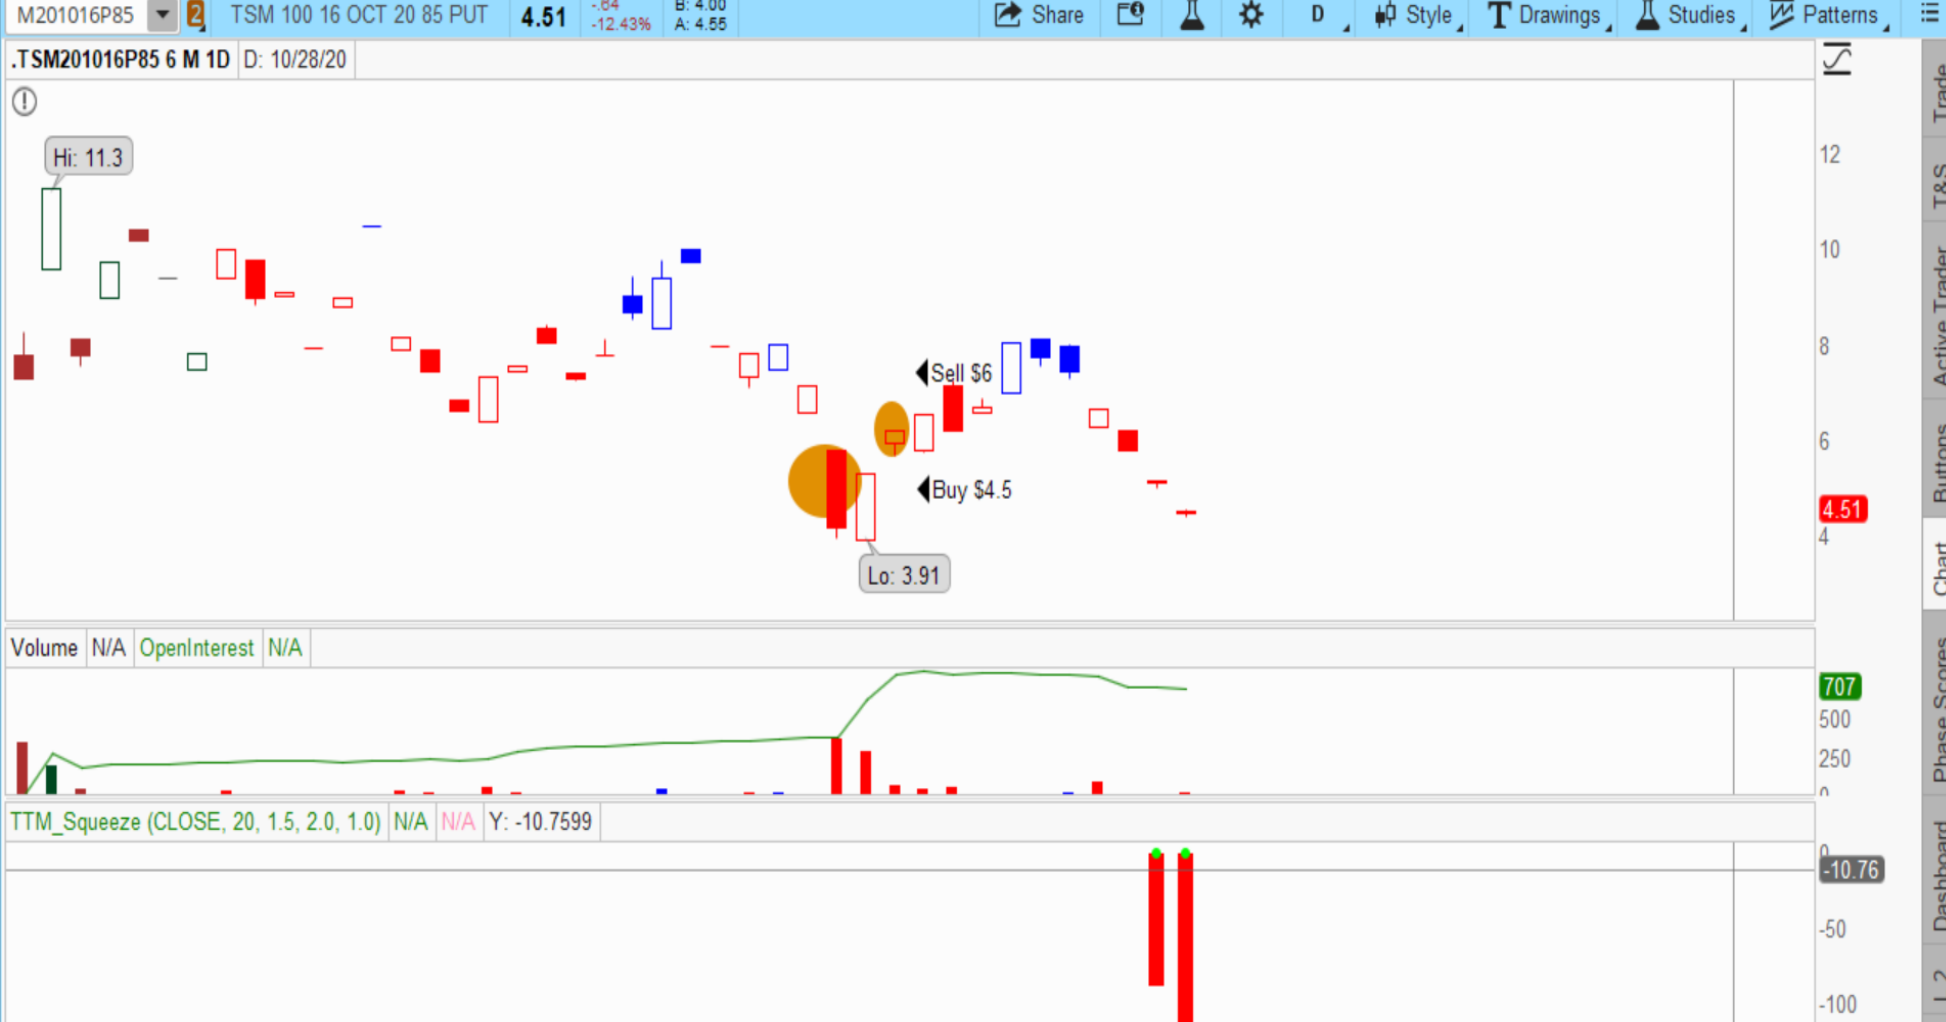 M201016P85 2 TSM 100 16 OCT 20 85 PUT 4.51 -.64 B: 4.00
-12.43% A: 4.55
Share D Style Drawings Studies Patterns
.TSM201016P85 6 M 1D D: 10/28/20
Hi: 11.3
12
10
8
Sell $6
6
Buy $4.5
4.51
4
Lo: 3.91
Volume N/A OpenInterest N/A
707
500
250
0
TTM_Squeeze (CLOSE, 20, 1.5, 2.0, 1.0) N/A N/A Y: -10.7599
0
-10.76
-50
-100
Trade
T&S
Active Trader
Buttons
Chart
Phase Scores
Dashboard
L 2